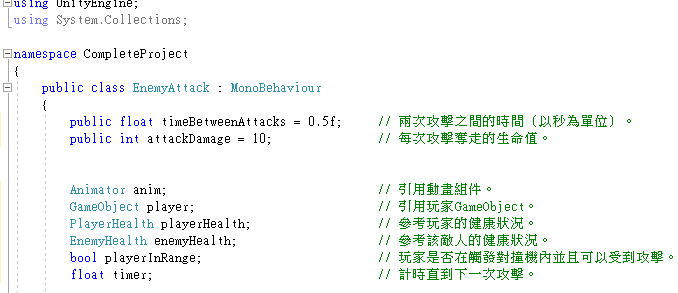 using UnityEngine;
using System.Collections;
namespace CompleteProject
{
public class EnemyAttack : MonoBehaviour
{
public float timeBetweenAttacks = 0.5f; // 兩次攻擊之間的時間（以秒為單位）。
public int attackDamage = 10; // 每次攻擊奪走的生命值。
Animator anim; // 引用動畫組件。
GameObject player; // 引用玩家GameObject。
PlayerHealth playerHealth; // 參考玩家的健康狀況。
EnemyHealth enemyHealth; // 參考該敵人的健康狀況。
bool playerInRange; // 玩家是否在觸發對撞機內並且可以受到攻擊。
float timer; // 計時直到下一次攻擊。